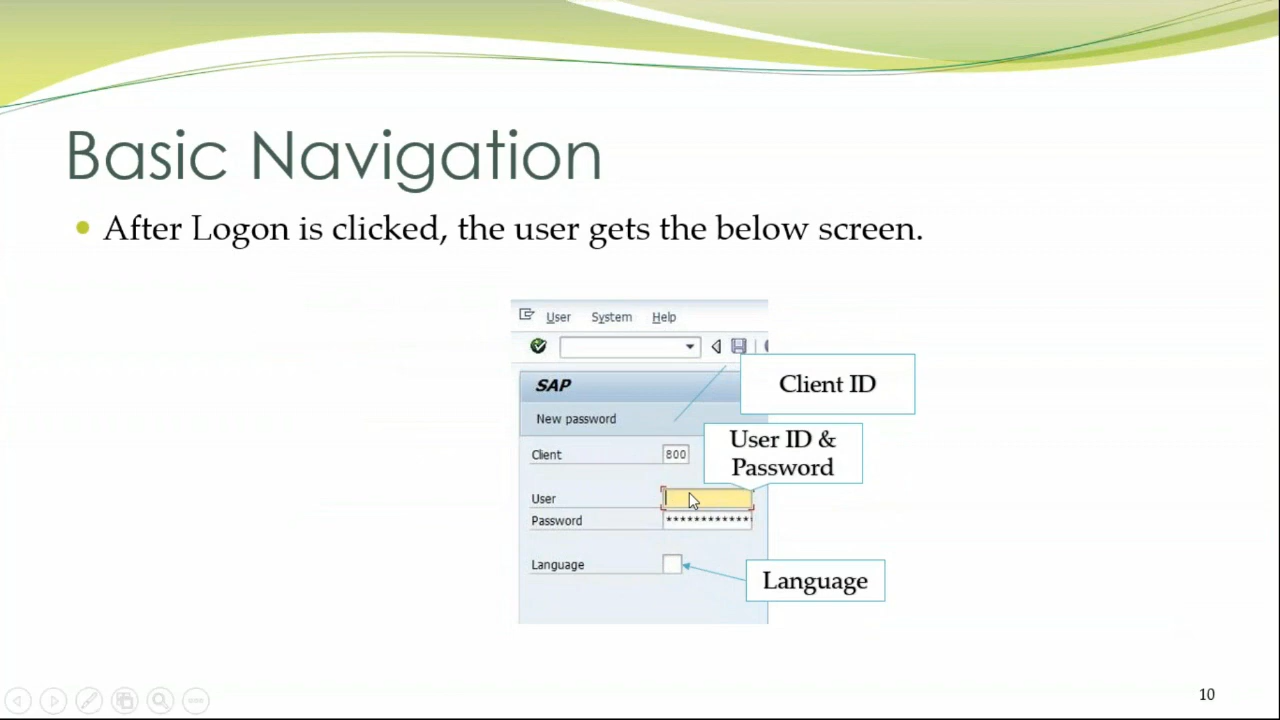 Basic Navigation
After Logon is clicked, the user gets the below screen.
User System Help
SAP
Client ID
New password
User ID &
Password
Client 800
User
Password ************
Language
Language
10